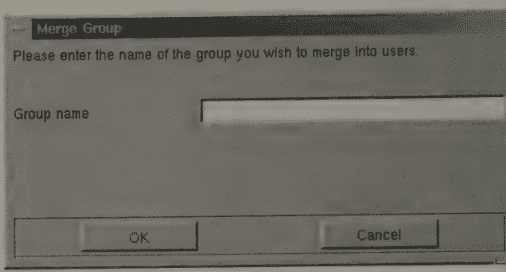 Merge Group
Please enter the name of the group you wish to merge into users.
Group name
OK
Cancel